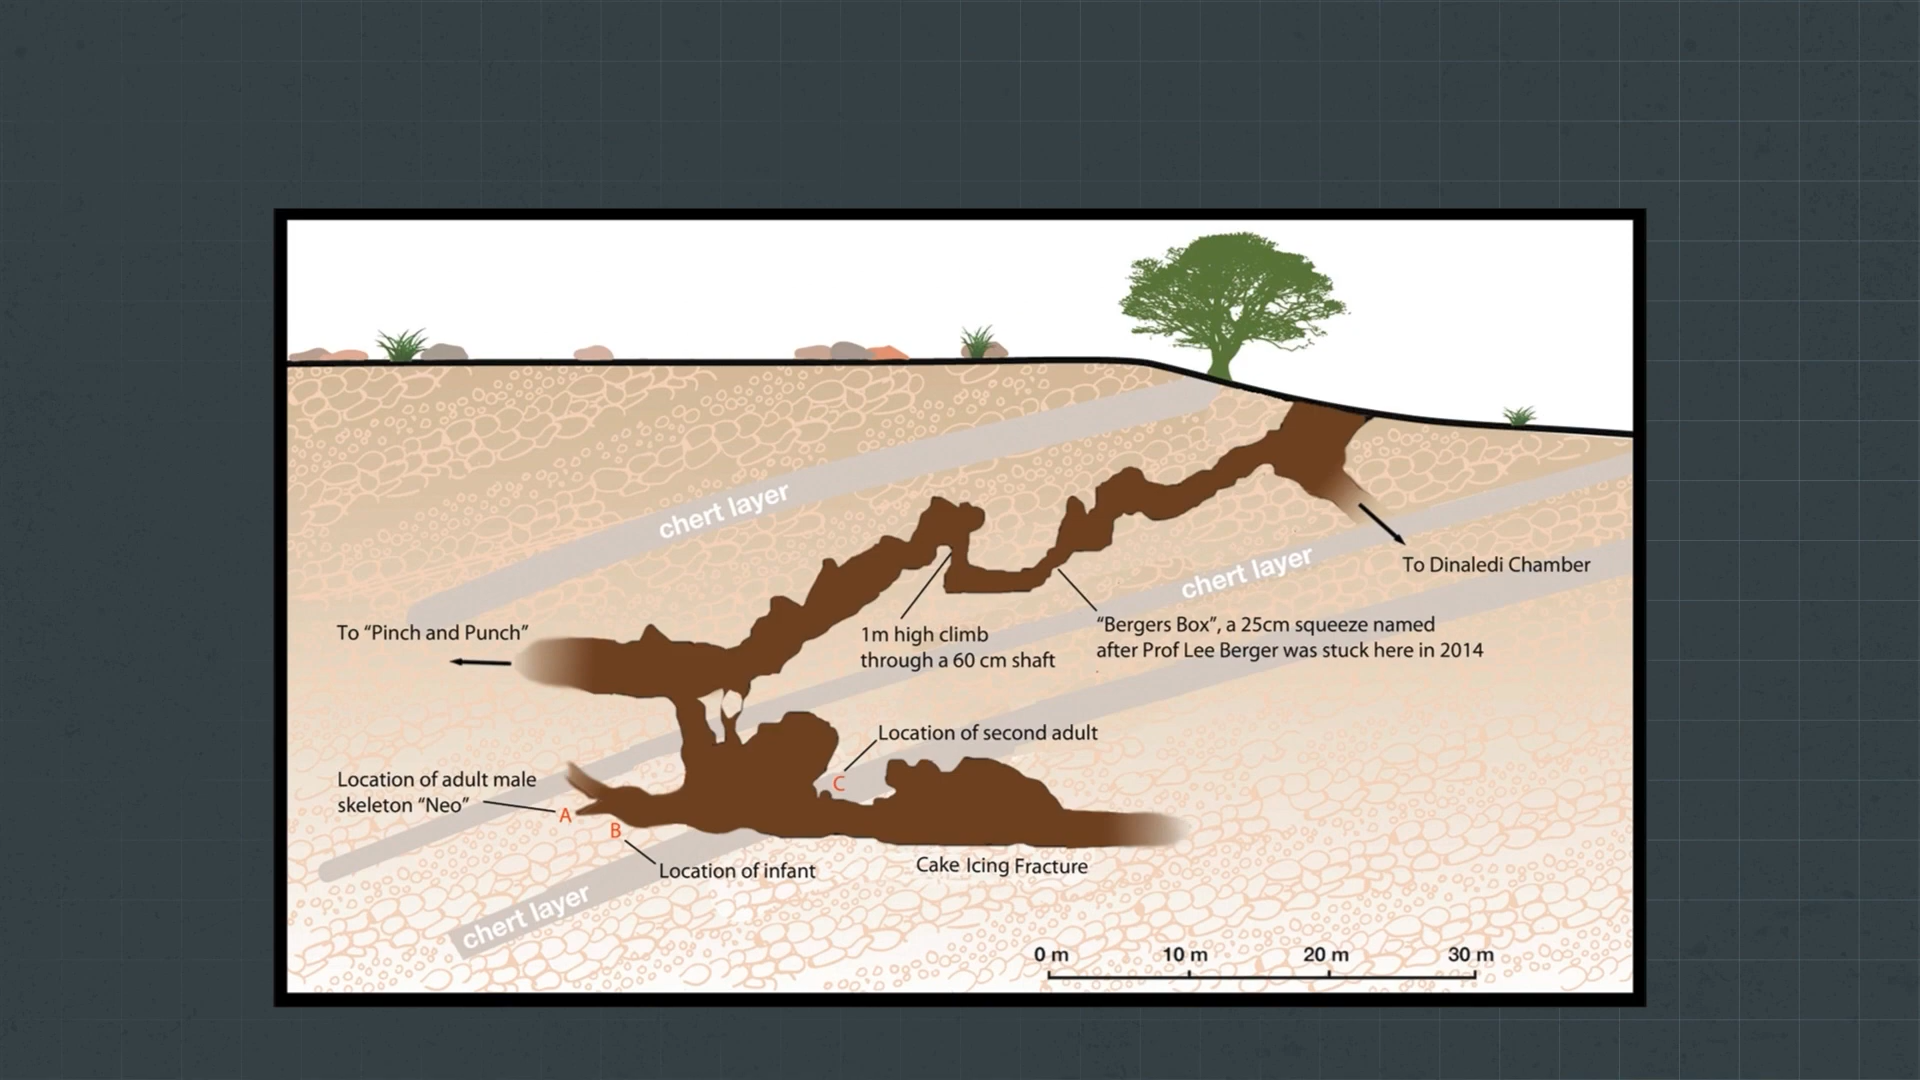 chert layer
chert layer
To Dinaledi Chamber
To “Pinch and Punch”
1m high climb
through a 60 cm shaft
“Bergers Box”, a 25cm squeeze named
after Prof Lee Berger was stuck here in 2014
Location of second adult
Location of adult male
skeleton “Neo”
A
B
C
Location of infant
Cake Icing Fracture
chert layer
0 m 10 m 20 m 30 m